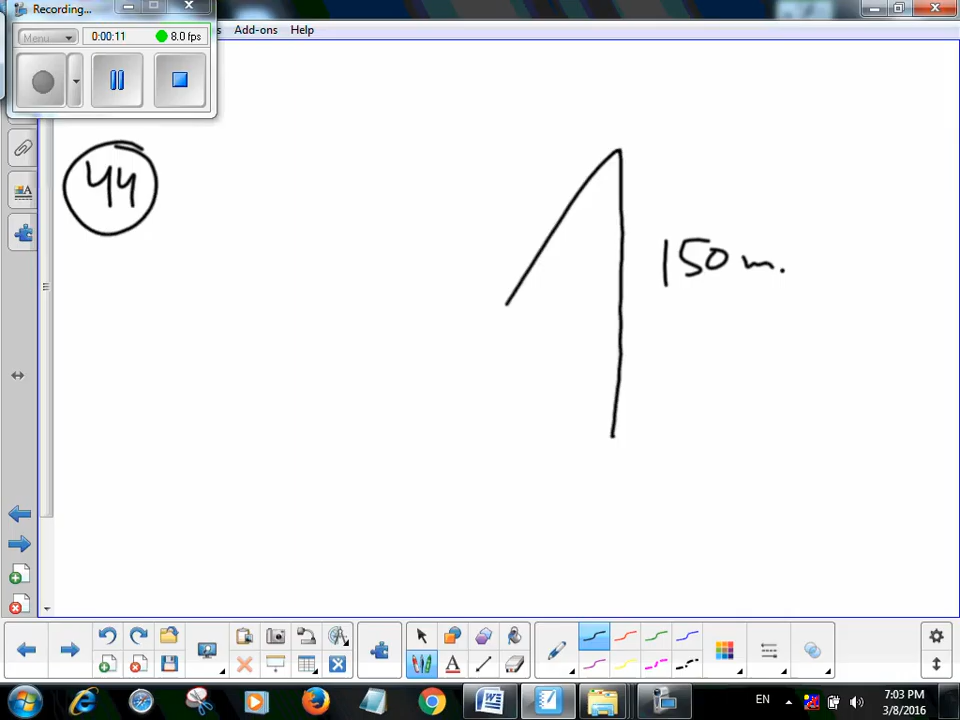 Recording...
Menu
0:00:11
8.0 fps
s Add-ons Help
44
150 m.
A
A
EN
7:03 PM
3/8/2016